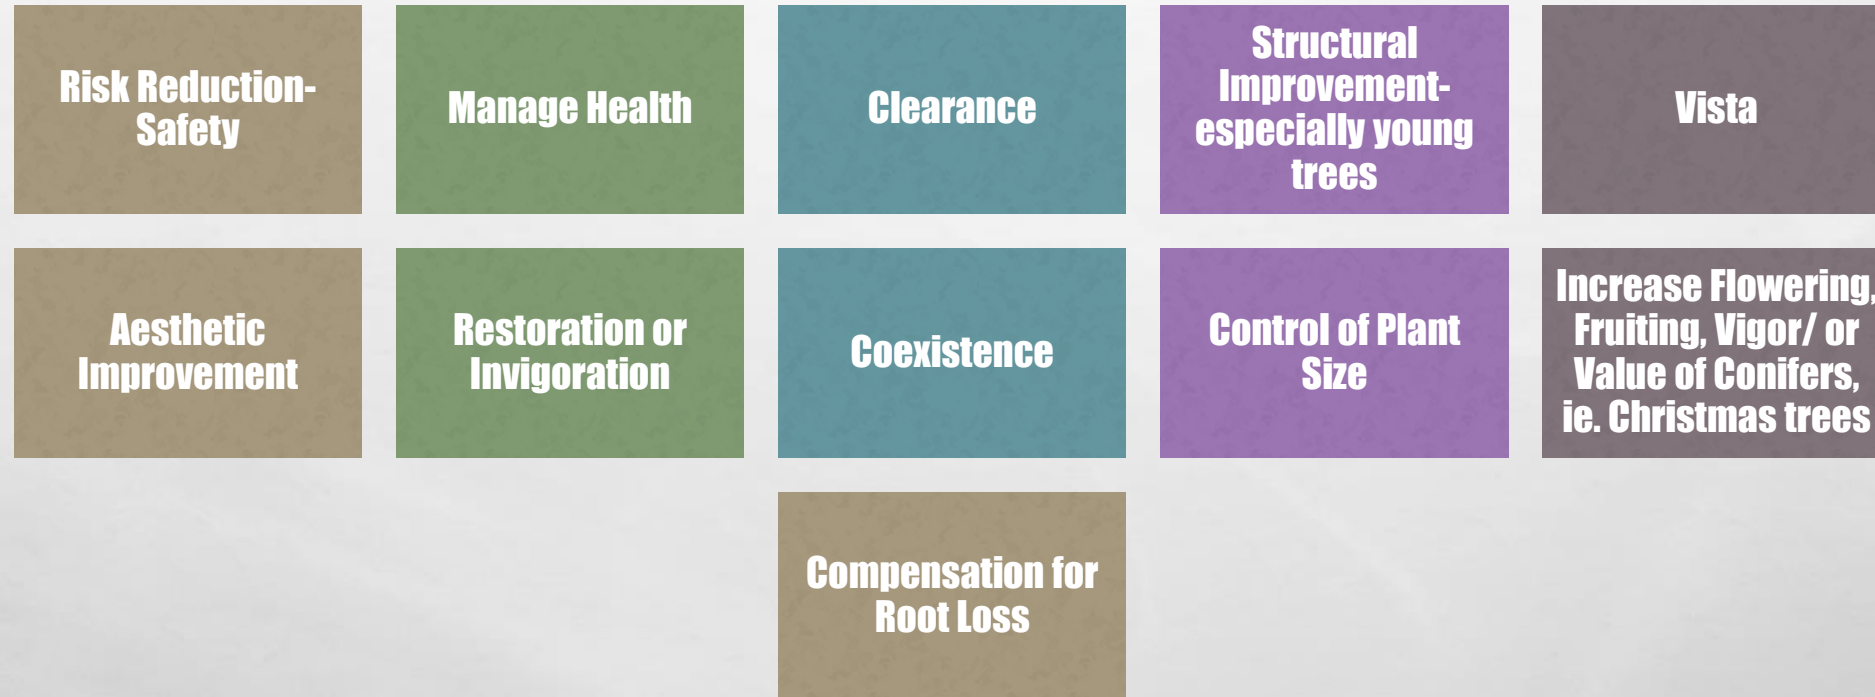 Risk Reduction-
Safety
Manage Health
Clearance
Structural
Improvement-
especially young
trees
Vista
Aesthetic
Improvement
Restoration or
Invigoration
Coexistence
Control of Plant
Size
Increase Flowering,
Fruiting, Vigor/ or
Value of Conifers,
ie. Christmas trees
Compensation for
Root Loss